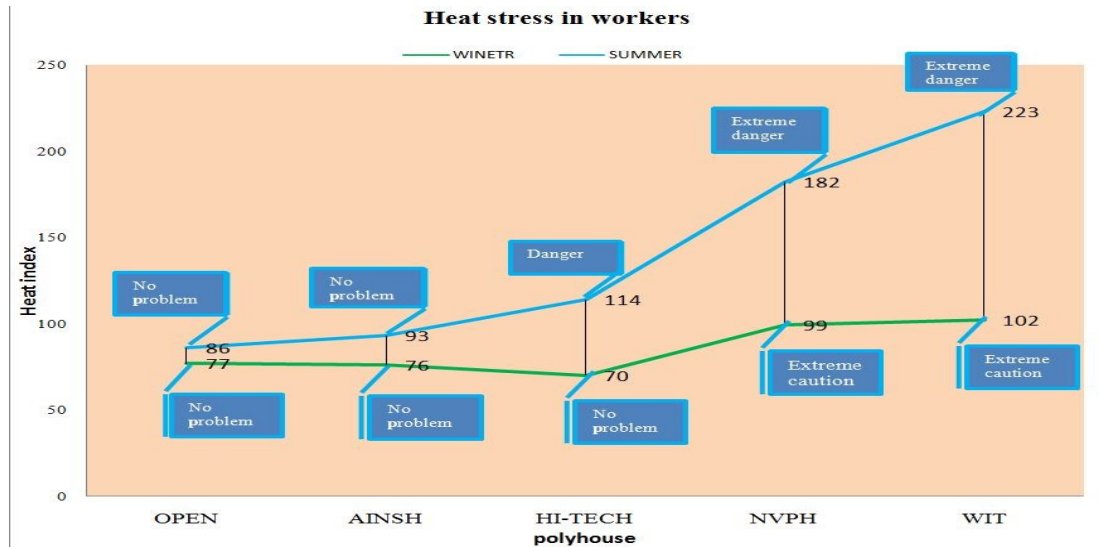 Heat stress in workers
WINETR SUMMER
Heat index
250
200
150
100
50
0
No
problem
No
problem
Danger
Extreme
danger
Extreme
danger
86
93
114
182
223
77
76
70
99
102
No
problem
No
problem
No
problem
Extreme
caution
Extreme
caution
OPEN AINSH HI-TECH NVPH WIT
polyhouse